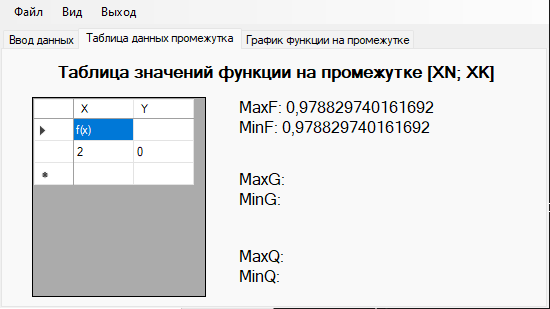 Файл Вид Выход
Ввод данных Таблица данных промежутка График функции на промежутке
Таблица значений функции на промежутке [XN; XK]
X Y
f(x)
2 0
MaxF: 0,978829740161692
MinF: 0,978829740161692
MaxG:
MinG:
MaxQ:
MinQ: